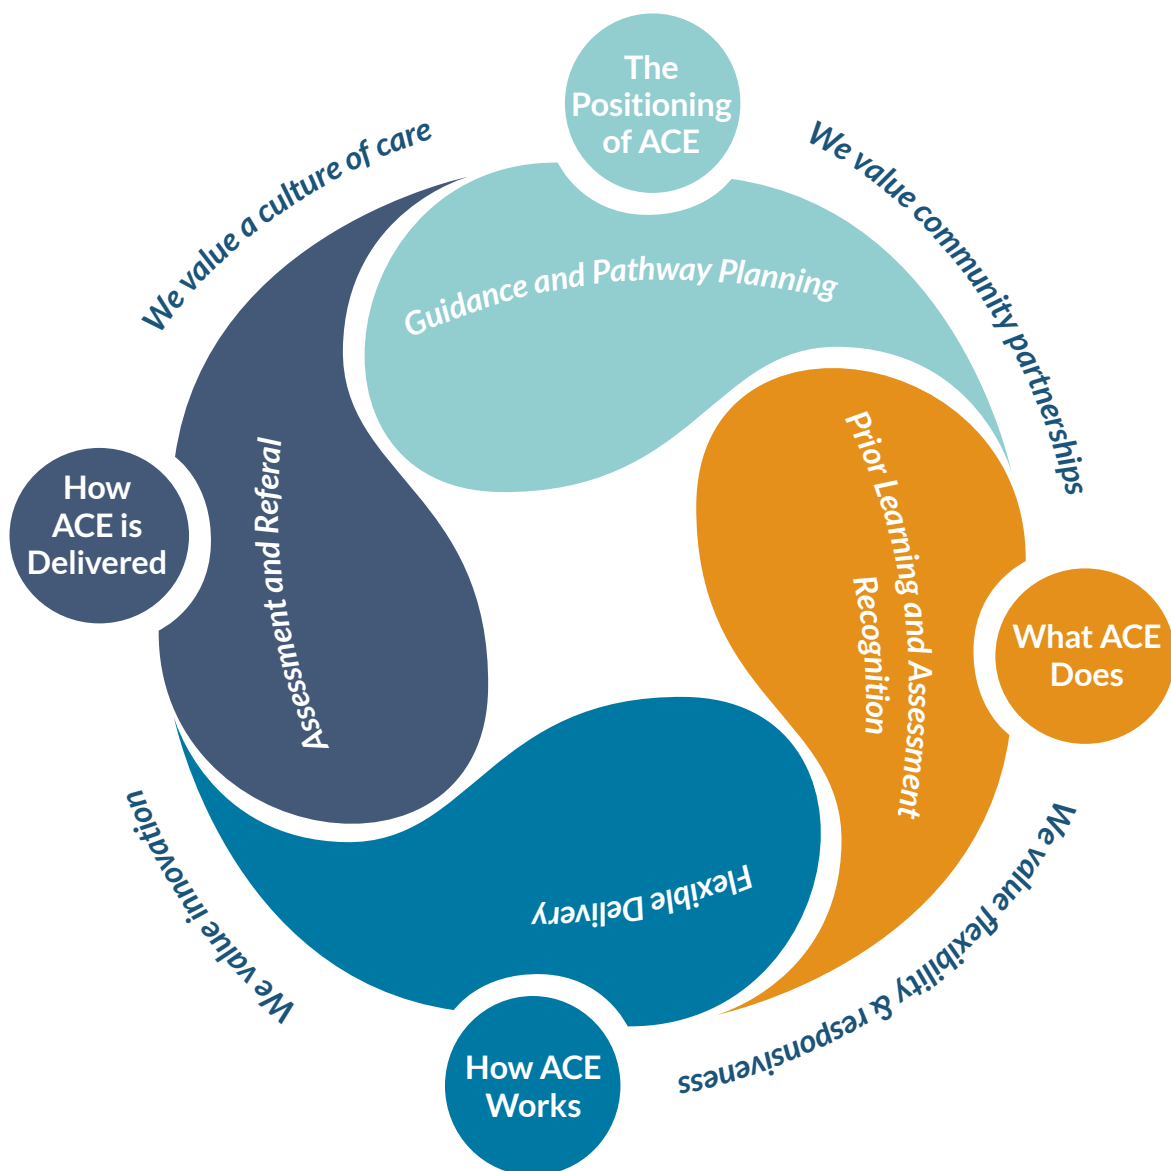 The
Positioning
of ACE
We value a culture of care
We value community partnerships
Guidance and Pathway Planning
Prior Learning and Assessment
Recognition
Assessment and Referal
How
ACE is
Delivered
What ACE
Does
Flexible Delivery
We value innovation
We value flexibility & responsiveness
How ACE
Works